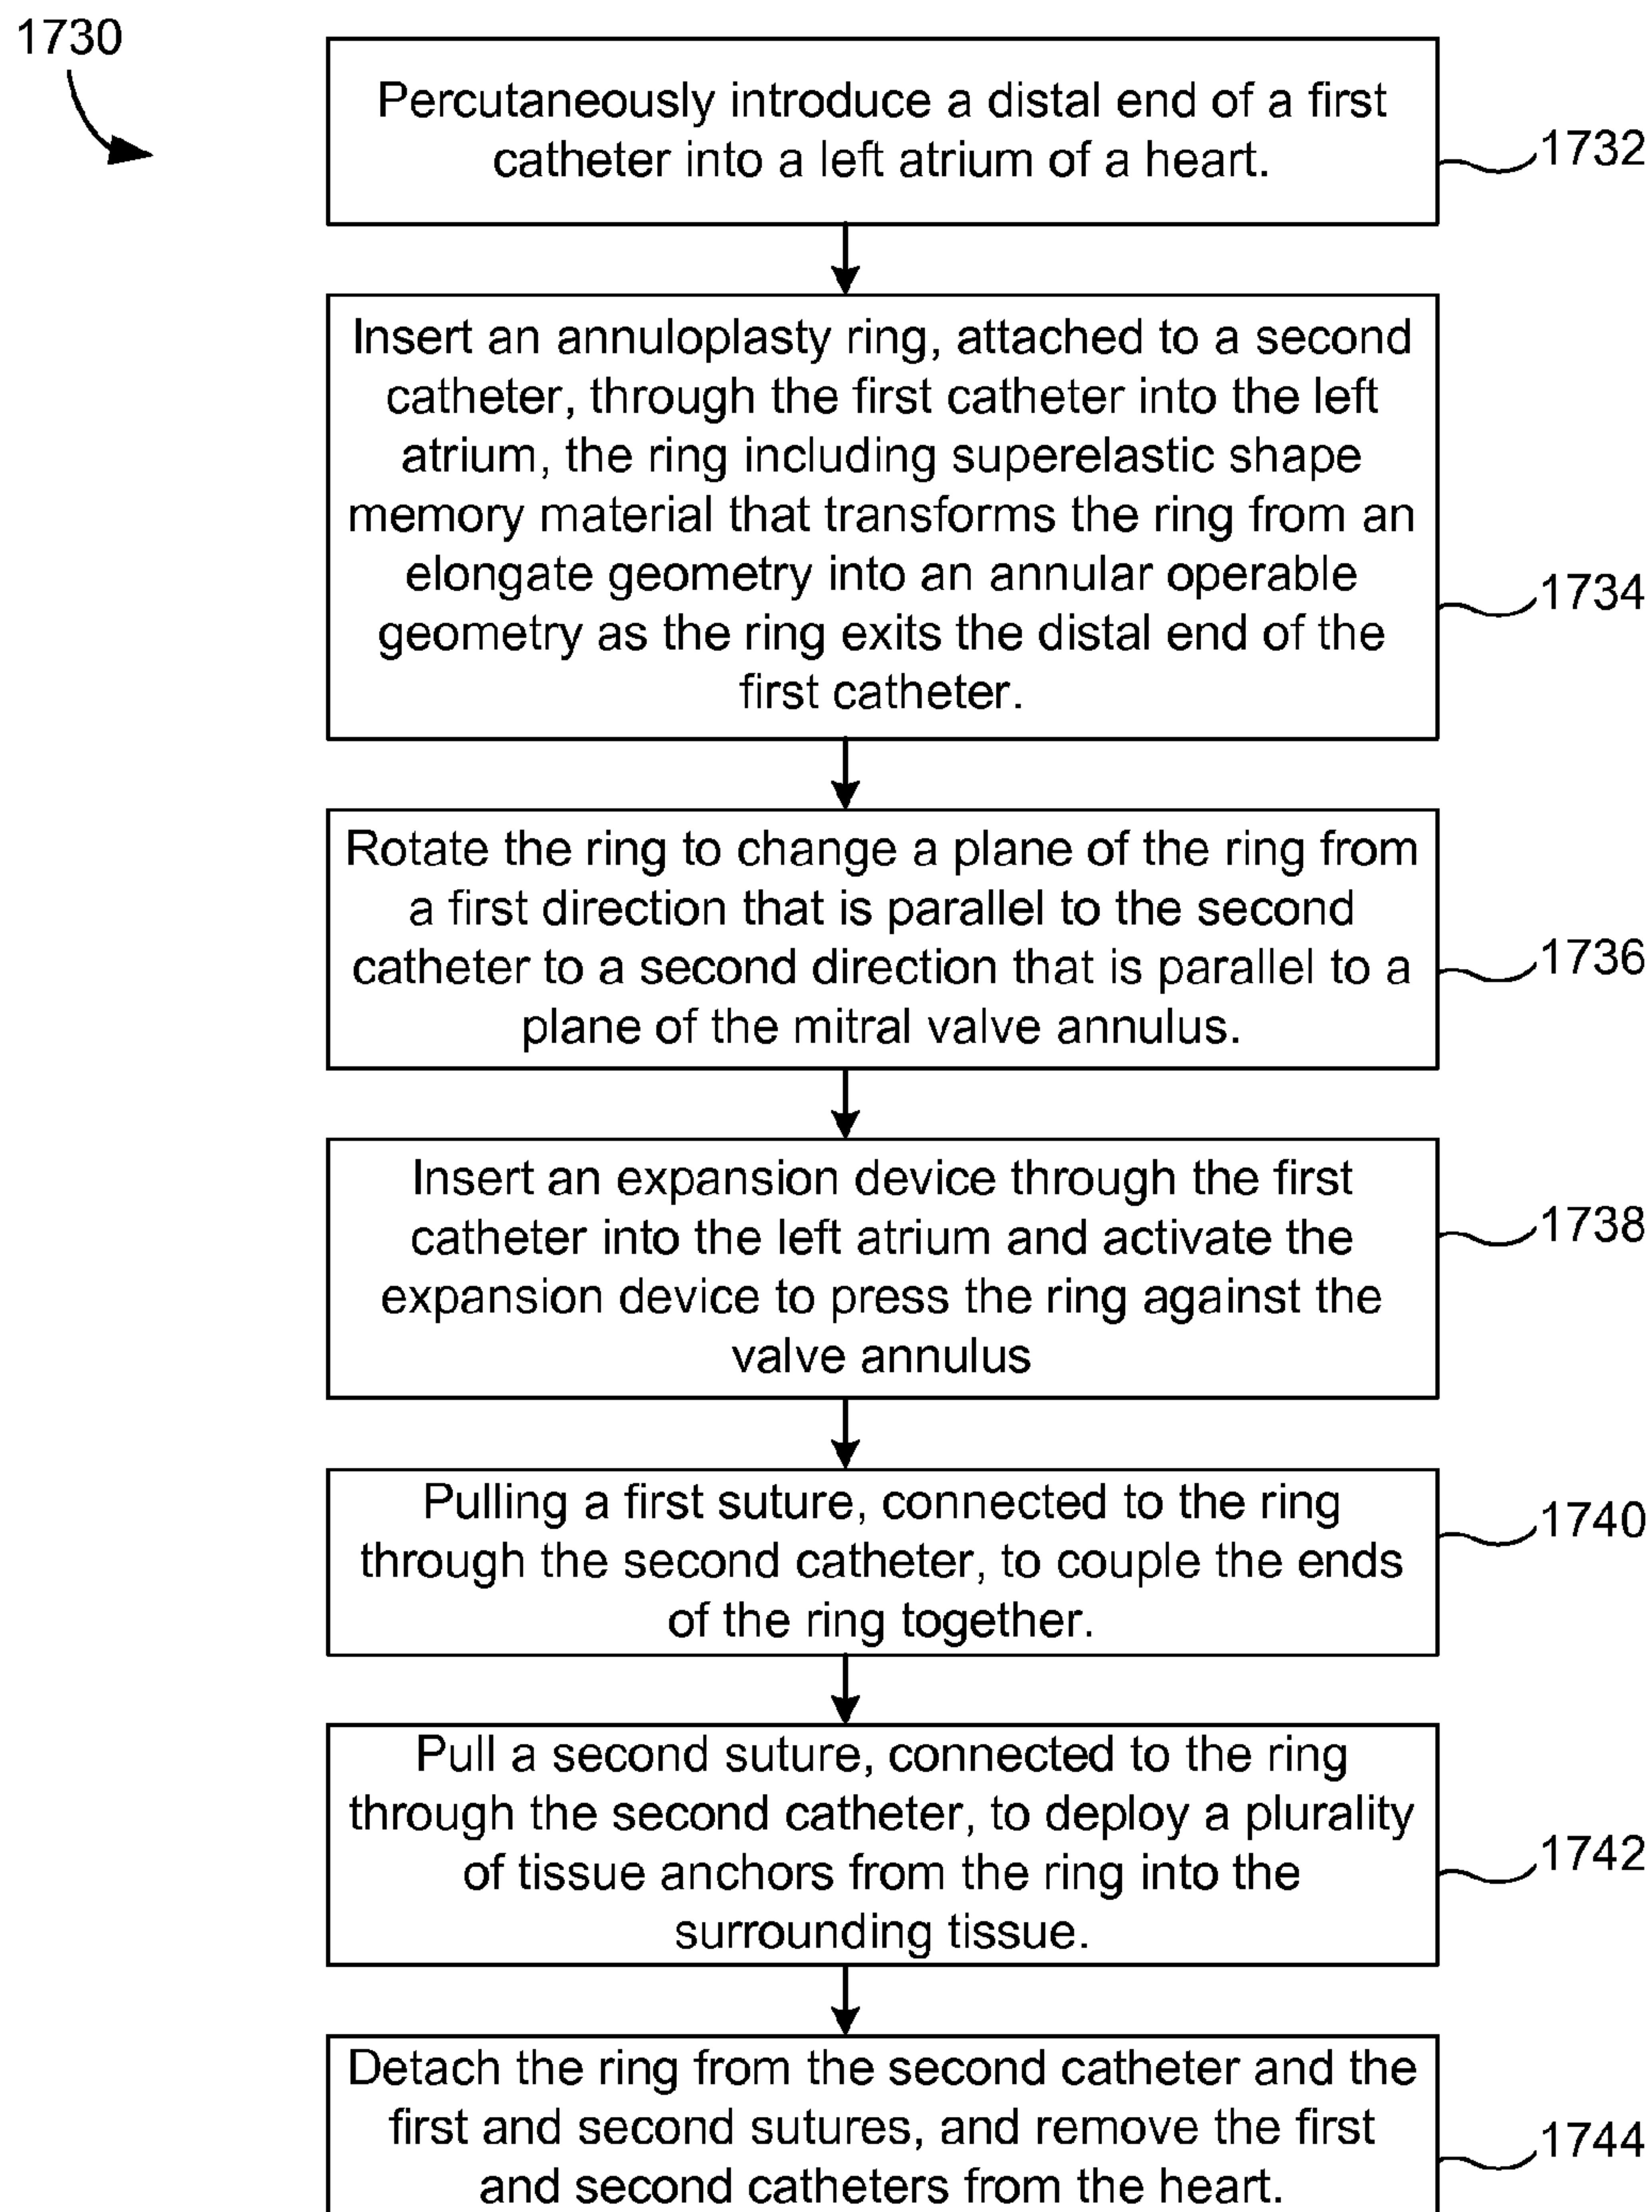 1730
Percutaneously introduce a distal end of a first
catheter into a left atrium of a heart.
1732
Insert an annuloplasty ring, attached to a second
catheter, through the first catheter into the left
atrium, the ring including superelastic shape
memory material that transforms the ring from an
elongate geometry into an annular operable
geometry as the ring exits the distal end of the
first catheter.
1734
Rotate the ring to change a plane of the ring from
a first direction that is parallel to the second
catheter to a second direction that is parallel to a
plane of the mitral valve annulus.
1736
Insert an expansion device through the first
catheter into the left atrium and activate the
expansion device to press the ring against the
valve annulus
1738
Pulling a first suture, connected to the ring
through the second catheter, to couple the ends
of the ring together.
1740
Pull a second suture, connected to the ring
through the second catheter, to deploy a plurality
of tissue anchors from the ring into the
surrounding tissue.
1742
Detach the ring from the second catheter and the
first and second sutures, and remove the first
and second catheters from the heart.
1744